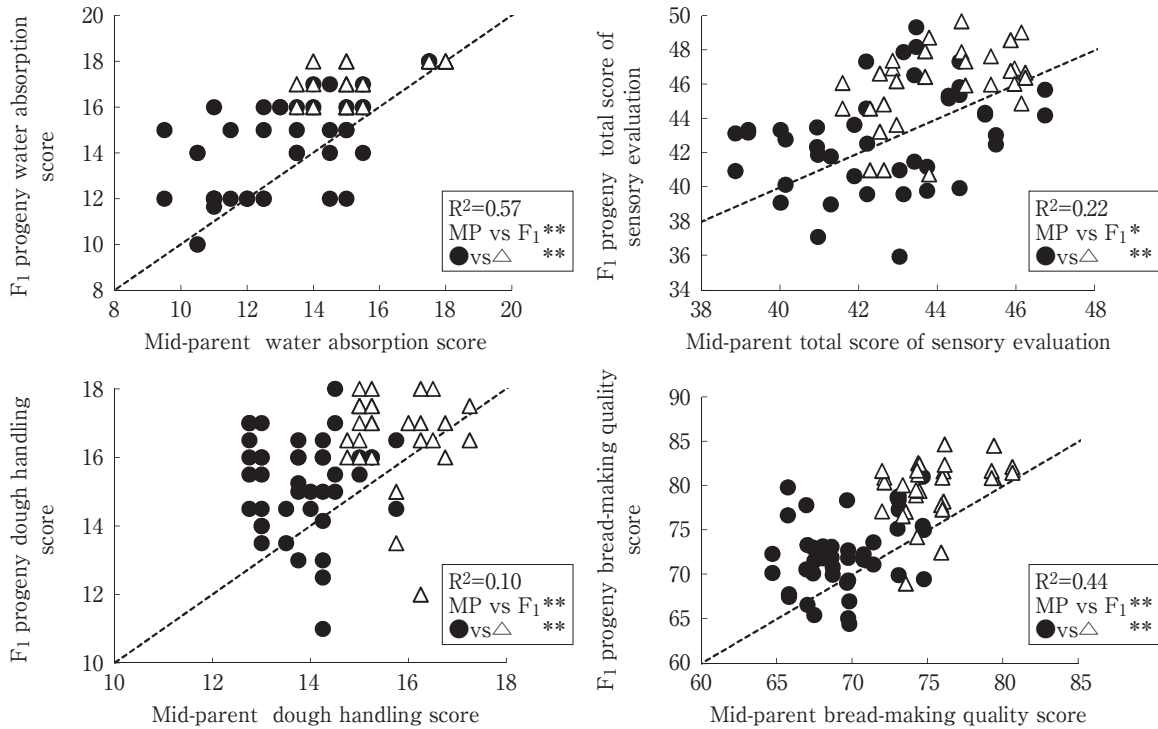 F1 progeny water absorption
score
20
18
16
14
12
10
8
8 10 12 14 16 18 20
R2=0.57
MP vs F1**
●vs△ **
Mid-parent water absorption score
F1 progeny total score of
sensory evaluation
50
48
46
44
42
40
38
36
34
38 40 42 44 46 48
R2=0.22
MP vs F1*
●vs△ **
Mid-parent total score of sensory evaluation
F1 progeny dough handling
score
18
16
14
12
10
10 12 14 16 18
R2=0.10
MP vs F1**
●vs△ **
Mid-parent dough handling score
F1 progeny bread-making quality
score
90
85
80
75
70
65
60
60 65 70 75 80 85
R2=0.44
MP vs F1**
●vs△ **
Mid-parent bread-making quality score